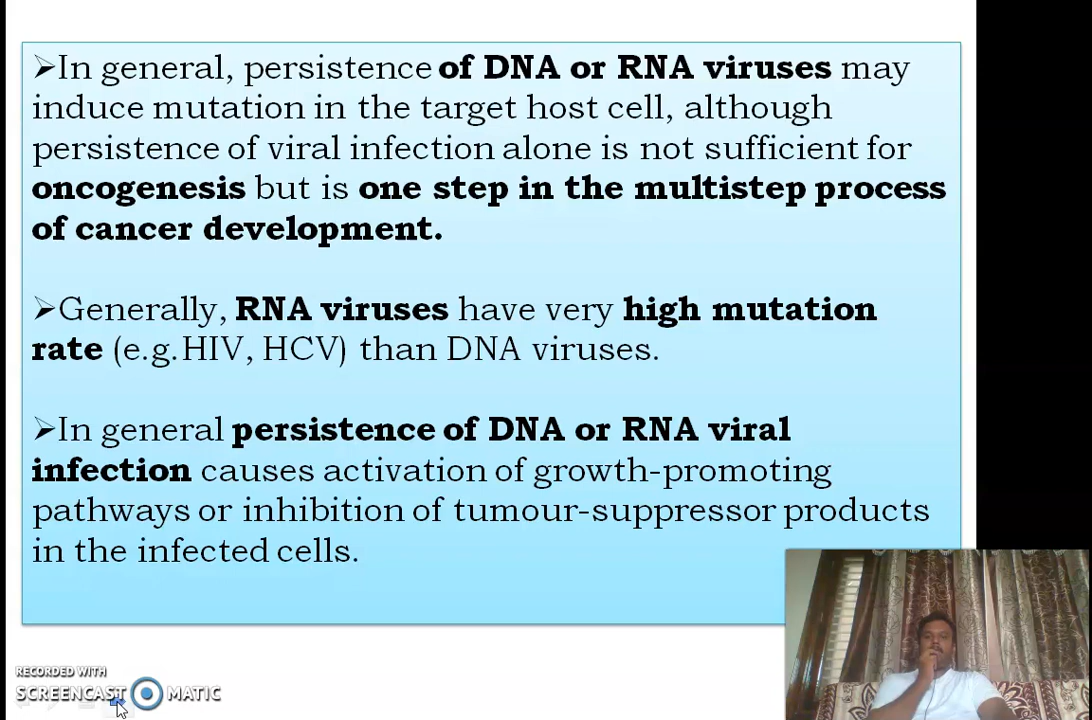 ➢In general, persistence of DNA or RNA viruses may
induce mutation in the target host cell, although
persistence of viral infection alone is not sufficient for
oncogenesis but is one step in the multistep process
of cancer development.
➢Generally, RNA viruses have very high mutation
rate (e.g.HIV, HCV) than DNA viruses.
➢In general persistence of DNA or RNA viral
infection causes activation of growth-promoting
pathways or inhibition of tumour-suppressor products
in the infected cells.
RECORDED WITH
SCREENCAST MATIC